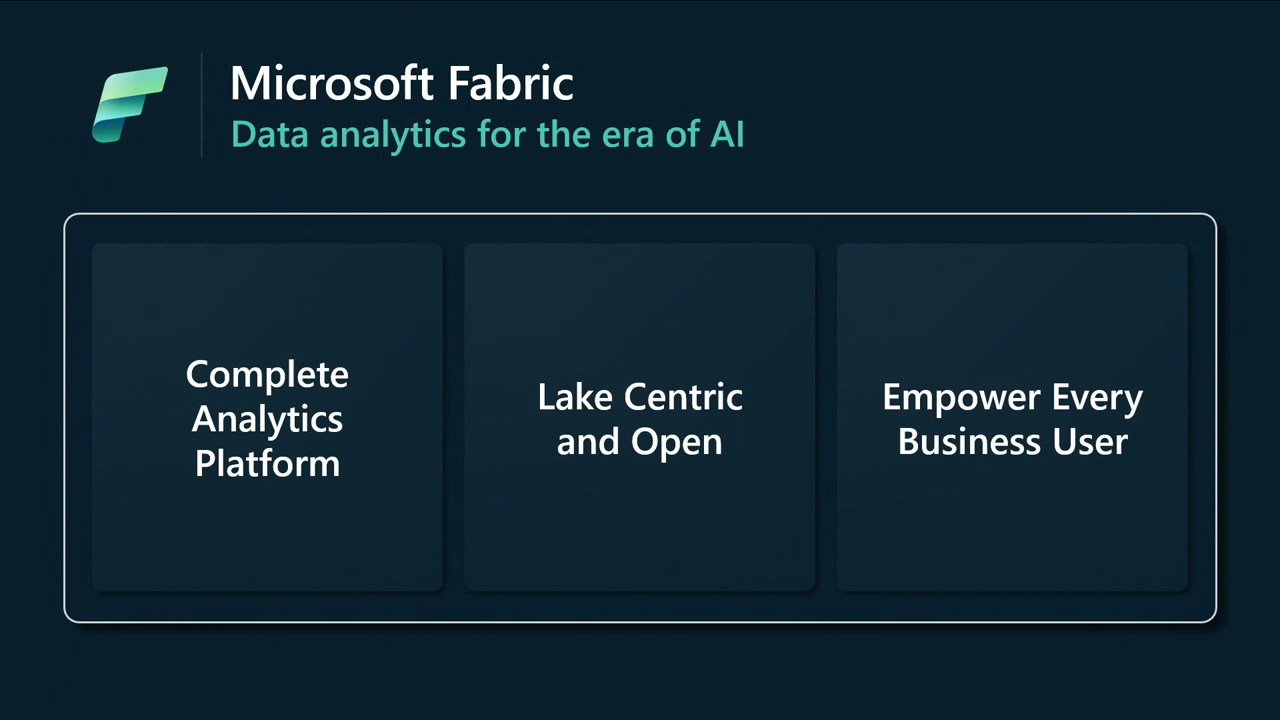 Microsoft Fabric
Data analytics for the era of AI
Complete
Analytics
Platform
Lake Centric
and Open
Empower Every
Business User